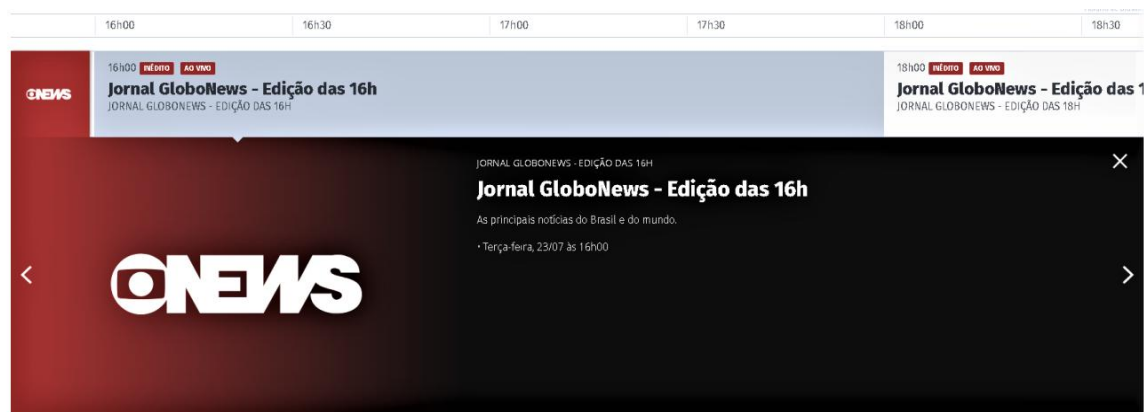 16h00 16h30 17h00 17h30 18h00 18h30
NEWS
16h00 INÉDITO AO VIVO
Jornal GloboNews - Edição das 16h
JORNAL GLOBONEWS - EDIÇÃO DAS 16H
18h00 INÉDITO AO VIVO
Jornal GloboNews - Edição das 1
JORNAL GLOBONEWS - EDIÇÃO DAS 18H
JORNAL GLOBONEWS - EDIÇÃO DAS 16H
Jornal GloboNews - Edição das 16h
As principais notícias do Brasil e do mundo.
• Terça-feira, 23/07 às 16h00
NEWS